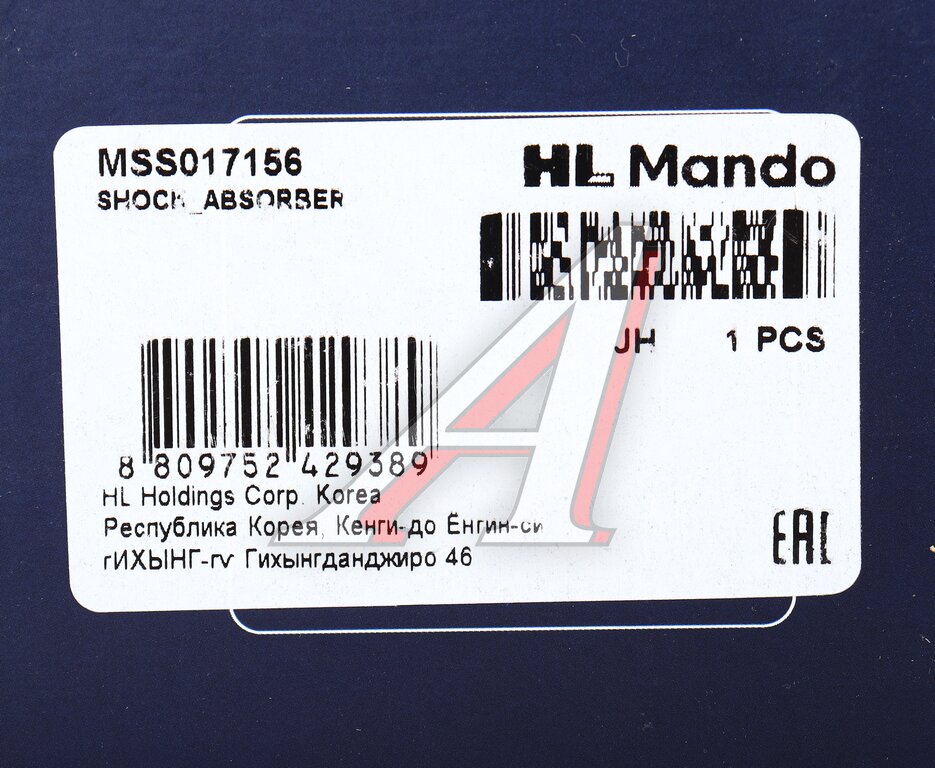 MSS017156
SHOCK_ABSORBER
HL Mando
JH 1 PCS
8 809752 429389
HL Holdings Corp. Korea
Республика Корея, Кенги-до Ёнгин-си
гИХЫНГ-гу Гихынгданджиро 46
EAC